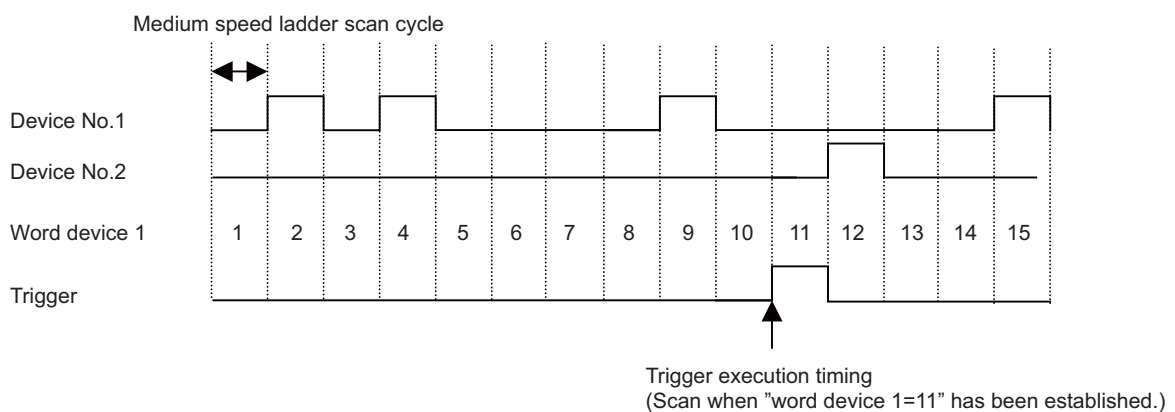 Medium speed ladder scan cycle
Device No.1
Device No.2
Word device 1 1 2 3 4 5 6 7 8 9 10 11 12 13 14 15
Trigger
Trigger execution timing
(Scan when ”word device 1=11” has been established.)